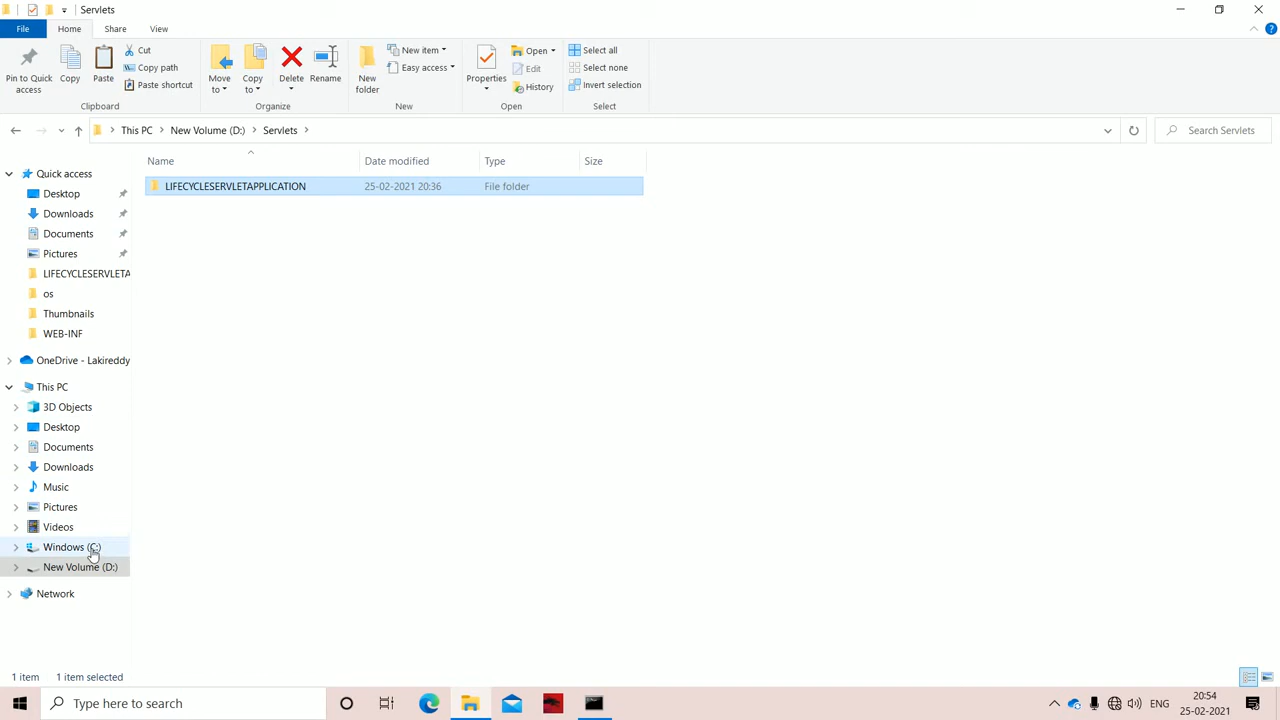 Servlets
File Home Share View
Pin to Quick access
Copy
Paste
Cut
Copy path
Paste shortcut
Move to
Copy to
Delete
Rename
New folder
New item
Easy access
Properties
Open
Edit
History
Select all
Select none
Invert selection
Clipboard
Organize
New
Open
Select
This PC New Volume (D:) Servlets
Search Servlets
Name Date modified Type Size
LIFECYCLESERVLETAPPLICATION 25-02-2021 20:36 File folder
Quick access
Desktop
Downloads
Documents
Pictures
LIFECYCLESERVLETA
os
Thumbnails
WEB-INF
OneDrive - Lakireddy
This PC
3D Objects
Desktop
Documents
Downloads
Music
Pictures
Videos
Windows (C:)
New Volume (D:)
Network
1 item 1 item selected
Type here to search
ENG
20:54
25-02-2021